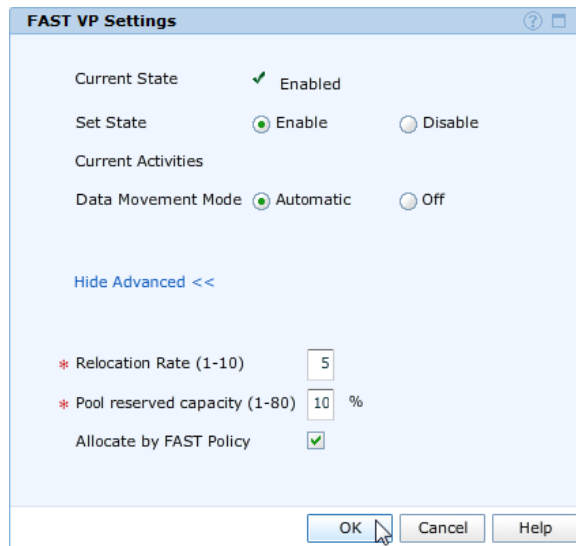 FAST VP Settings
Current State Enabled
Set State Enable Disable
Current Activities
Data Movement Mode Automatic Off
Hide Advanced <<
* Relocation Rate (1-10) 5
* Pool reserved capacity (1-80) 10 %
Allocate by FAST Policy
OK Cancel Help